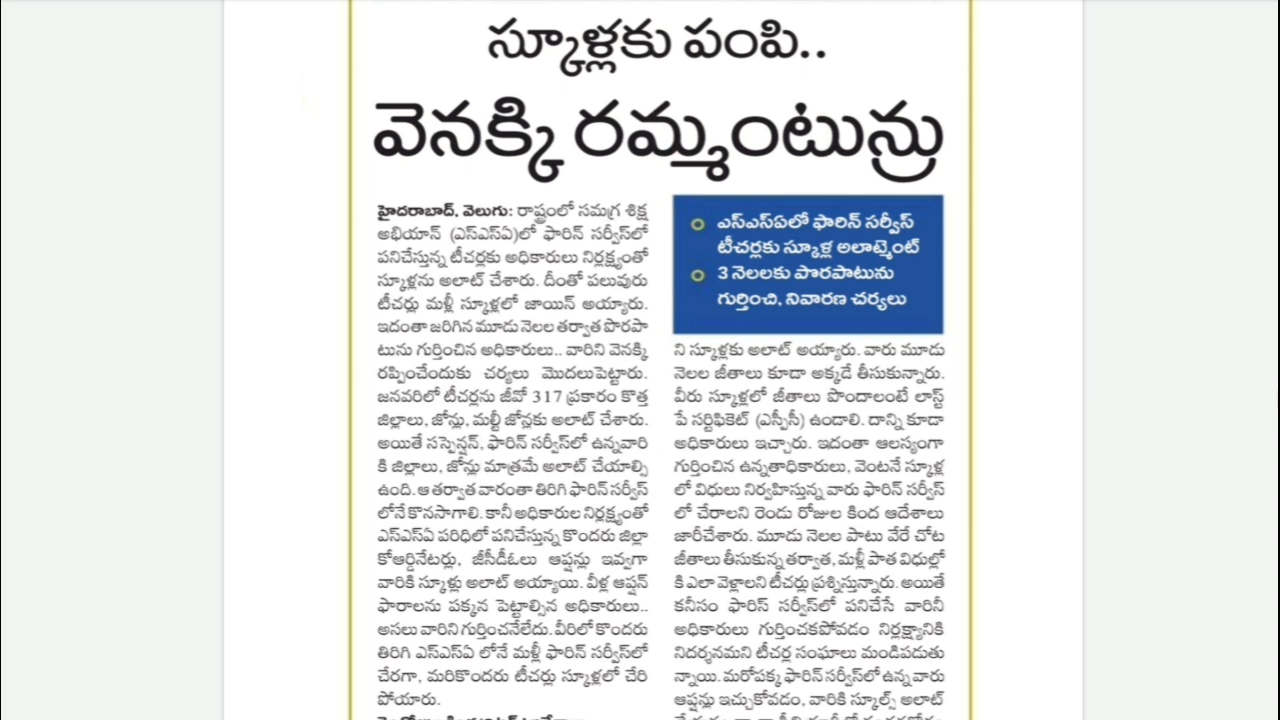 స్కూళ్లకు పంపి..
వెనక్కి రమ్మంటున్రు
హైదరాబాద్, వెలుగు: రాష్ట్రంలో సమగ్ర శిక్ష
అభియాన్ (ఎస్ఎస్ఏ)లో ఫారిన్ సర్వీస్‌లో
పనిచేస్తున్న టీచర్లకు అధికారులు నిర్లక్ష్యంతో
స్కూళ్లను అలాట్ చేశారు. దీంతో పలువురు
టీచర్లు మళ్లీ స్కూళ్లలో జాయిన్ అయ్యారు.
ఇదంతా జరిగిన మూడు నెలల తర్వాత పొరపా
టును గుర్తించిన అధికారులు.. వారిని వెనక్కి
రప్పించేందుకు చర్యలు మొదలుపెట్టారు.
జనవరిలో టీచర్లను జీవో 317 ప్రకారం కొత్త
జిల్లాలు, జోన్లు, మల్టీ జోన్లకు అలాట్ చేశారు.
అయితే సస్పెన్షన్, ఫారిన్ సర్వీస్‌లో ఉన్నవారి
కి జిల్లాలు, జోన్లు మాత్రమే అలాట్ చేయాల్సి
ఉంది. ఆ తర్వాత వారంతా తిరిగి ఫారిన్ సర్వీస్
లోనే కొనసాగాలి. కానీ అధికారుల నిర్లక్ష్యంతో
ఎస్ఎస్ఏ పరిధిలో పనిచేస్తున్న కొందరు జిల్లా
కోఆర్డినేటర్లు, జీసీడీఓలు ఆప్షన్లు ఇవ్వగా
వారికి స్కూళ్లు అలాట్ అయ్యాయి. వీళ్ల ఆప్షన్
ఫారాలను పక్కన పెట్టాల్సిన అధికారులు..
అసలు వారిని గుర్తించనేలేదు. వీరిలో కొందరు
తిరిగి ఎస్ఎస్ఏ లోనే మళ్లీ ఫారిన్ సర్వీస్‌లో
చేరగా, మరికొందరు టీచర్లు స్కూళ్లలో చేరి
పోయారు.
ఎస్ఎస్ఏలో ఫారిన్ సర్వీస్
టీచర్లకు స్కూళ్ల అలాట్మెంట్
3 నెలలకు పొరపాటును
గుర్తించి, నివారణ చర్యలు
ని స్కూళ్లకు అలాట్ అయ్యారు. వారు మూడు
నెలల జీతాలు కూడా అక్కడే తీసుకున్నారు.
వీరు స్కూళ్లలో జీతాలు పొందాలంటే లాస్ట్
పే సర్టిఫికెట్ (ఎస్పీసీ) ఉండాలి. దాన్ని కూడా
అధికారులు ఇచ్చారు. ఇదంతా ఆలస్యంగా
గుర్తించిన ఉన్నతాధికారులు, వెంటనే స్కూళ్ల
లో విధులు నిర్వహిస్తున్న వారు ఫారిన్ సర్వీస్
లో చేరాలని రెండు రోజుల కింద ఆదేశాలు
జారీచేశారు. మూడు నెలల పాటు వేరే చోట
జీతాలు తీసుకున్న తర్వాత, మళ్లీ పాత విధుల్లో
కి ఎలా వెళ్లాలని టీచర్లు ప్రశ్నిస్తున్నారు. అయితే
కనీసం ఫారిస్ సర్వీస్‌లో పనిచేసే వారినీ
అధికారులు గుర్తించకపోవడం నిర్లక్ష్యానికి
నిదర్శనమని టీచర్ల సంఘాలు మండిపడుతు
న్నాయి. మరోపక్క ఫారిన్ సర్వీస్‌లో ఉన్న వారు
ఆప్షన్లు ఇచ్చుకోవడం, వారికి స్కూల్స్ అలాట్